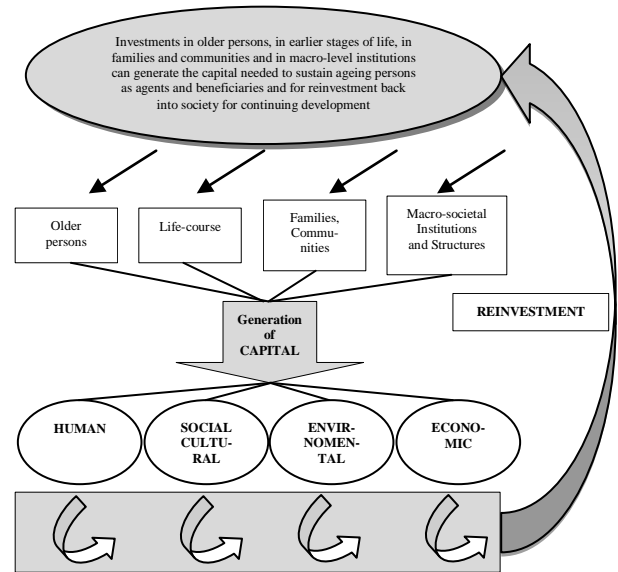 Investments in older persons, in earlier stages of life, in
families and communities and in macro-level institutions
can generate the capital needed to sustain ageing persons
as agents and beneficiaries and for reinvestment back
into society for continuing development
Older
persons
Life-course
Families,
Commu-
nities
Macro-societal
Institutions
and Structures
REINVESTMENT
Generation
of
CAPITAL
HUMAN
SOCIAL
CULTU-
RAL
ENVIR-
NOMEN-
TAL
ECONO-
MIC